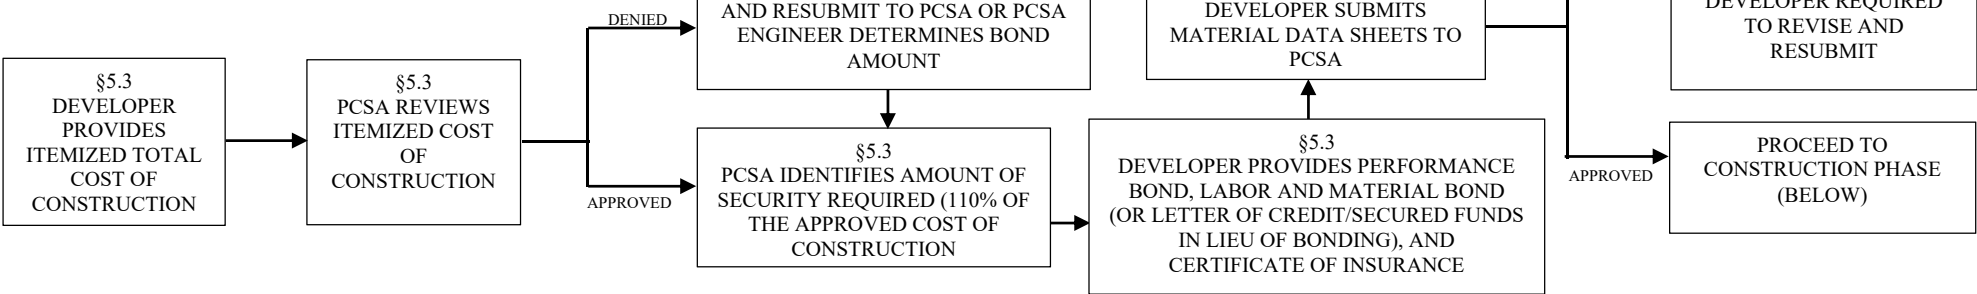 §5.3
DEVELOPER
PROVIDES
ITEMIZED TOTAL
COST OF
CONSTRUCTION
§5.3
PCSA REVIEWS
ITEMIZED COST
OF
CONSTRUCTION
DENIED
AND RESUBMIT TO PCSA OR PCSA
ENGINEER DETERMINES BOND
AMOUNT
APPROVED
§5.3
PCSA IDENTIFIES AMOUNT OF
SECURITY REQUIRED (110% OF
THE APPROVED COST OF
CONSTRUCTION
§5.3
DEVELOPER PROVIDES PERFORMANCE
BOND, LABOR AND MATERIAL BOND
(OR LETTER OF CREDIT/SECURED FUNDS
IN LIEU OF BONDING), AND
CERTIFICATE OF INSURANCE
DEVELOPER SUBMITS
MATERIAL DATA SHEETS TO
PCSA
DEVELOPER REQUIRED
TO REVISE AND
RESUBMIT
APPROVED
PROCEED TO
CONSTRUCTION PHASE
(BELOW)